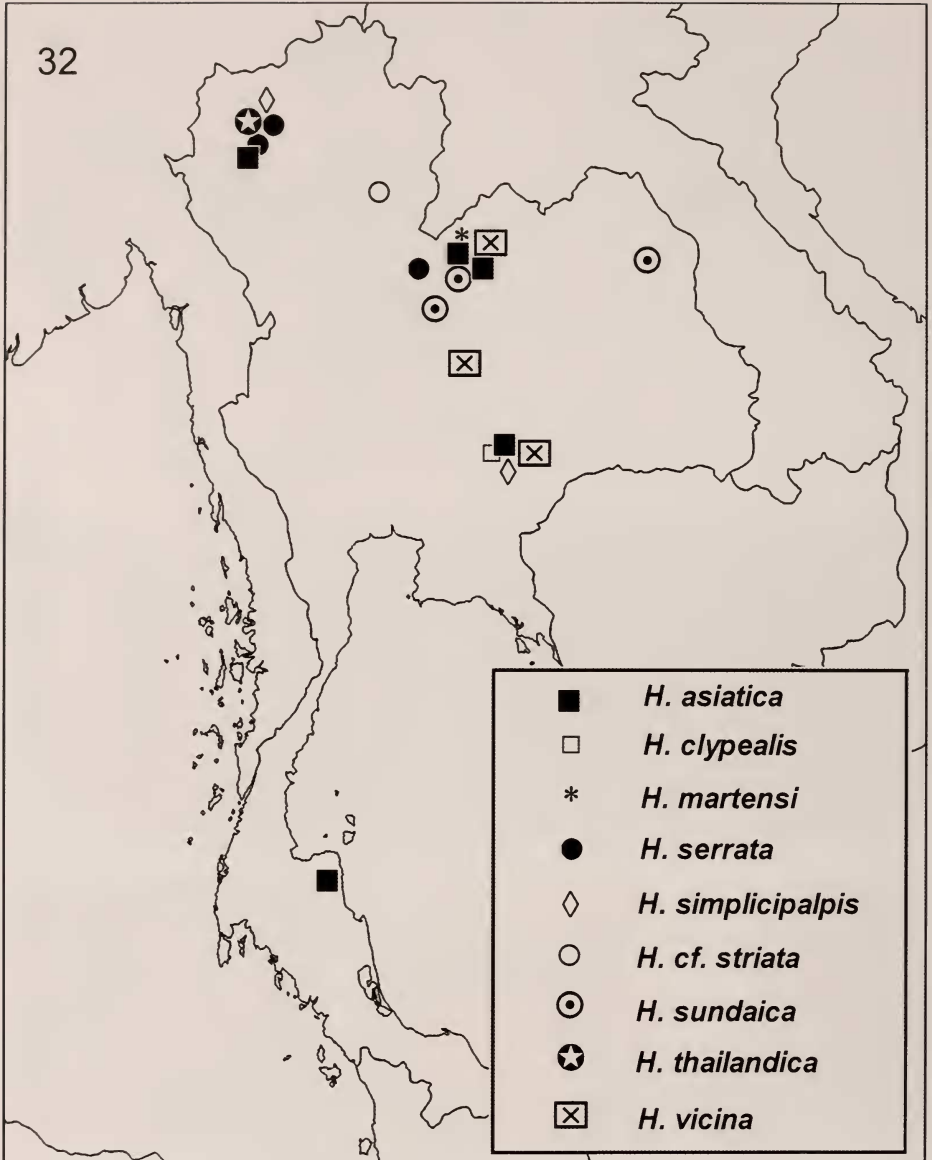 32
H. asiatica
H. clypealis
H. martensi
H. serrata
H. simplicipalpis
H. cf. striata
H. sundaica
H. thailandica
H. vicina